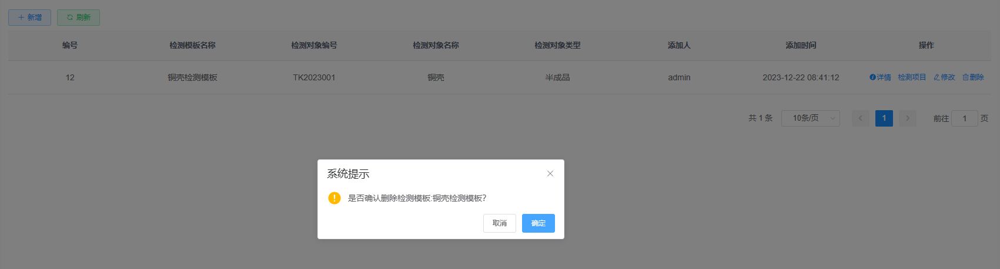 新增 刷新
编号 检测模板名称 检测对象编号 检测对象名称 检测对象类型 添加人 添加时间 操作
12 铜壳检测模板 TK2023001 铜壳 半成品 admin 2023-12-22 08:41:12 详情 检测项目 修改 删除
共 1 条 10条/页 1 前往 1 页
系统提示
是否确认删除检测模板:铜壳检测模板?
取消 确定